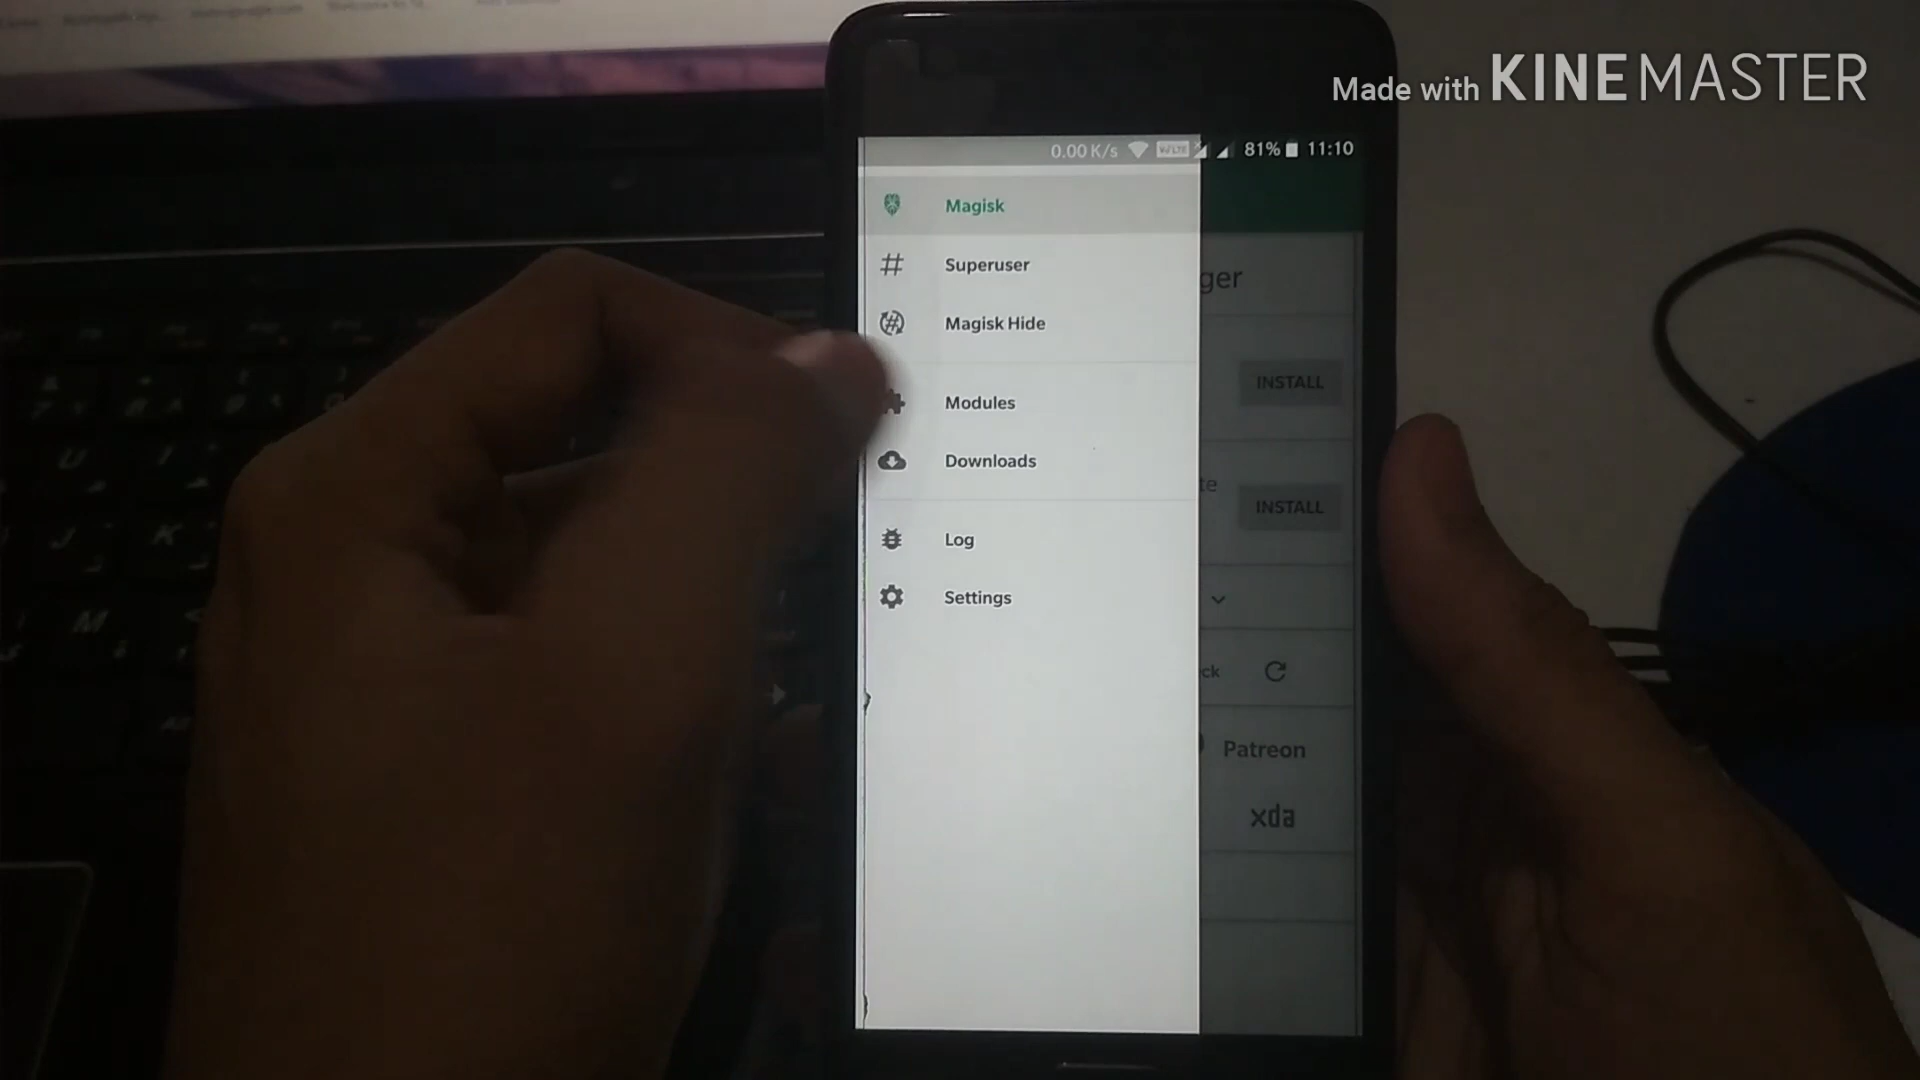 Made with KINEMASTER
0.00 K/s VoLTE 81% 11:10
Magisk
Superuser
ger
Magisk Hide
INSTALL
Modules
Downloads
te
INSTALL
Log
Settings
ck
Patreon
xda
U
J
K
M